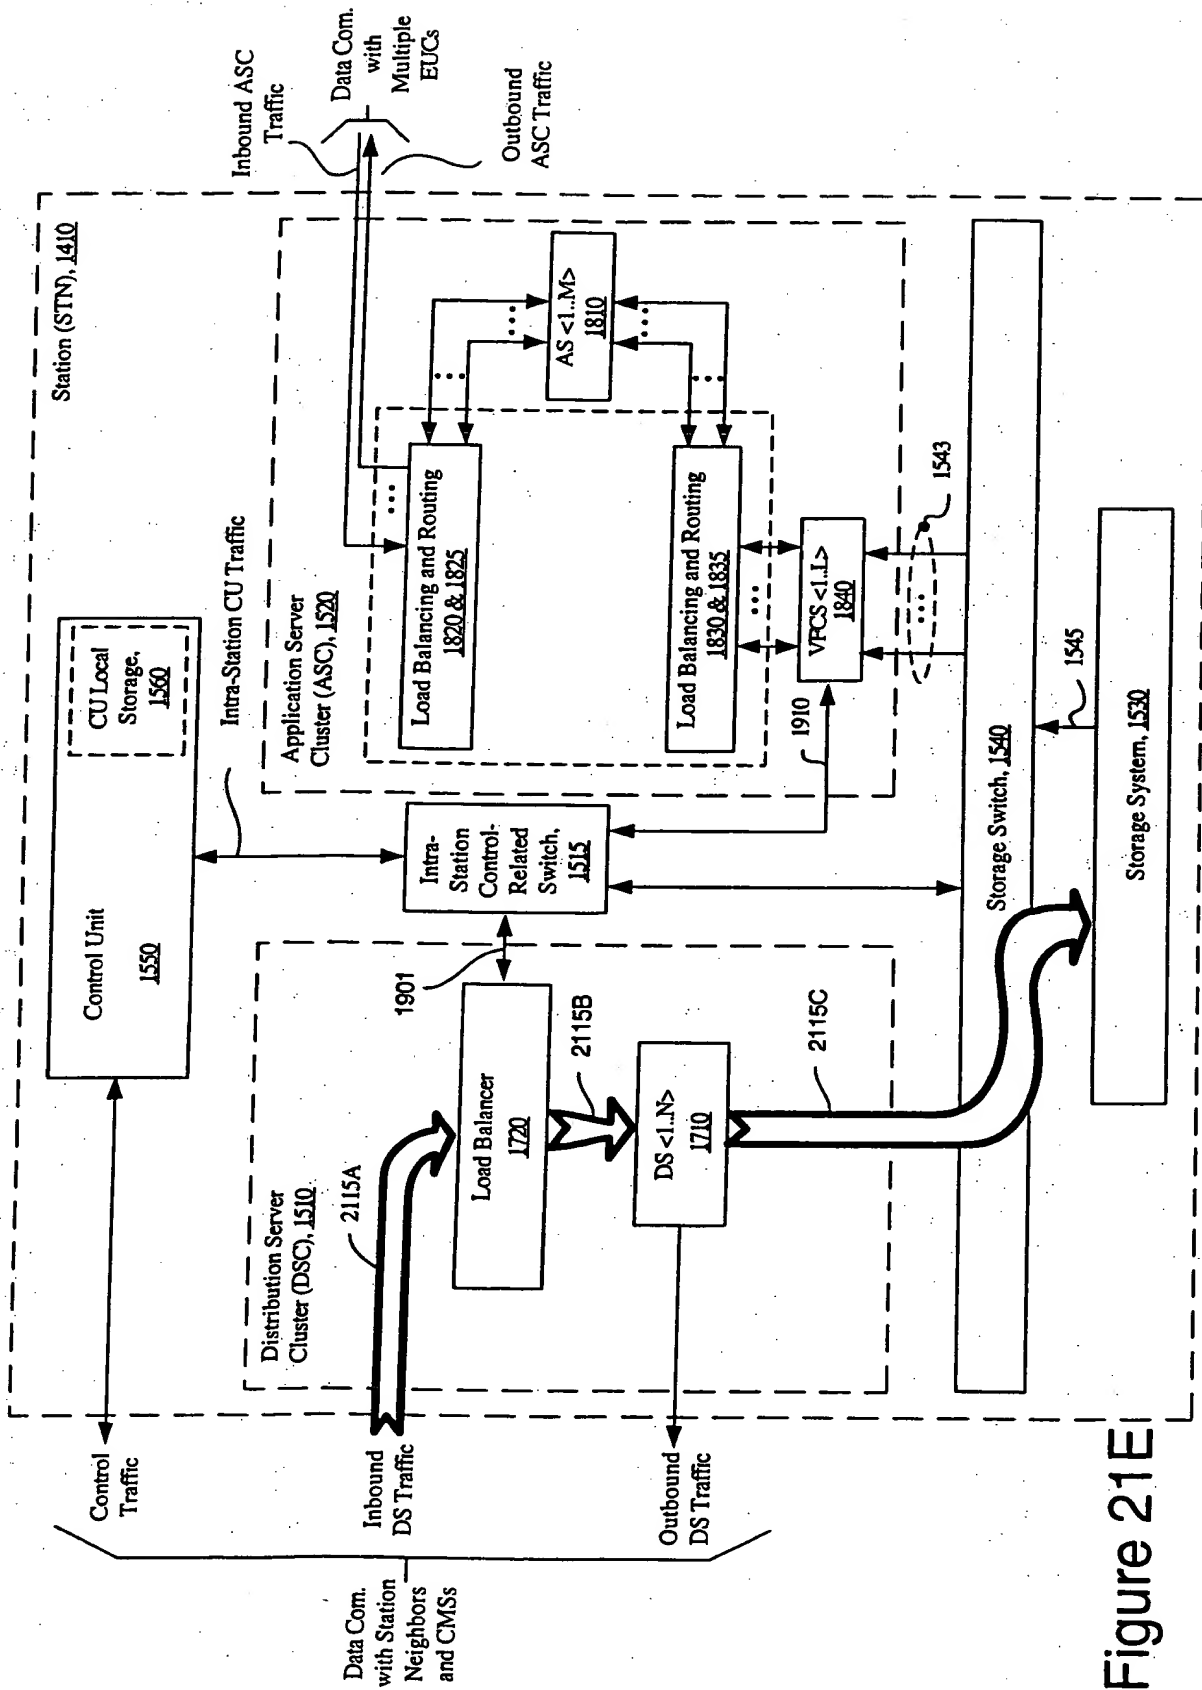 Station (STN), 1410
Control Unit
1550
CU Local
Storage,
1560
Control
Traffic
Intra-Station CU Traffic
Inbound ASC
Traffic
Data Com.
with
Multiple
EUCs
Outbound
ASC Traffic
Data Com.
with Station
Neighbors
and CMSs
Inbound
DS Traffic
Outbound
DS Traffic
Distribution Server
Cluster (DSC), 1510
2115A
Load Balancer
1720
1901
2115B
DS <1..N>
1710
2115C
Intra-
Station
Control-
Related
Switch,
1515
1910
Application Server
Cluster (ASC), 1520
Load Balancing and Routing
1820 & 1825
...
...
...
AS <1..M>
1810
...
...
Load Balancing and Routing
1830 & 1835
...
VFCS <1..L>
1840
...
1543
Storage Switch, 1540
1545
Storage System, 1530
Figure 21E